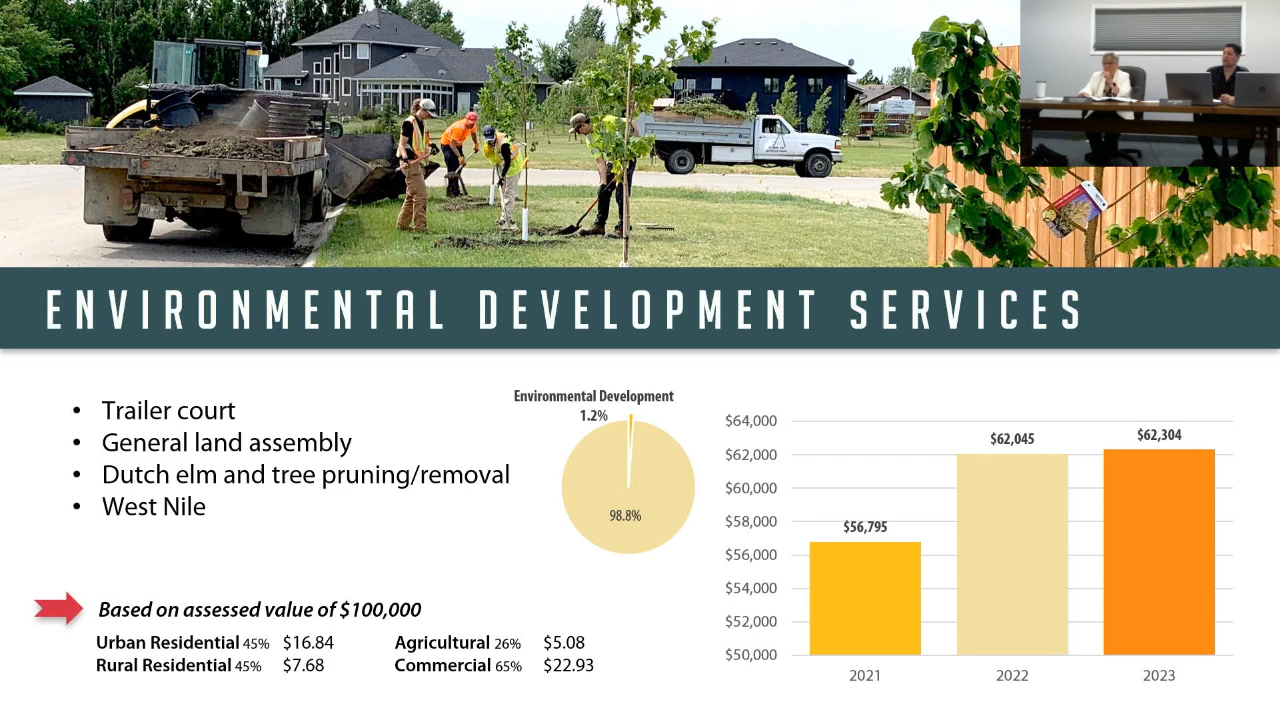 ENVIRONMENTAL DEVELOPMENT SERVICES
• Trailer court
• General land assembly
• Dutch elm and tree pruning/removal
• West Nile
Environmental Development
1.2%
98.8%
$64,000
$62,000
$60,000
$58,000
$56,000
$54,000
$52,000
$50,000
$56,795
$62,045
$62,304
2021
2022
2023
Based on assessed value of $100,000
Urban Residential 45% $16.84 Agricultural 26% $5.08
Rural Residential 45% $7.68 Commercial 65% $22.93